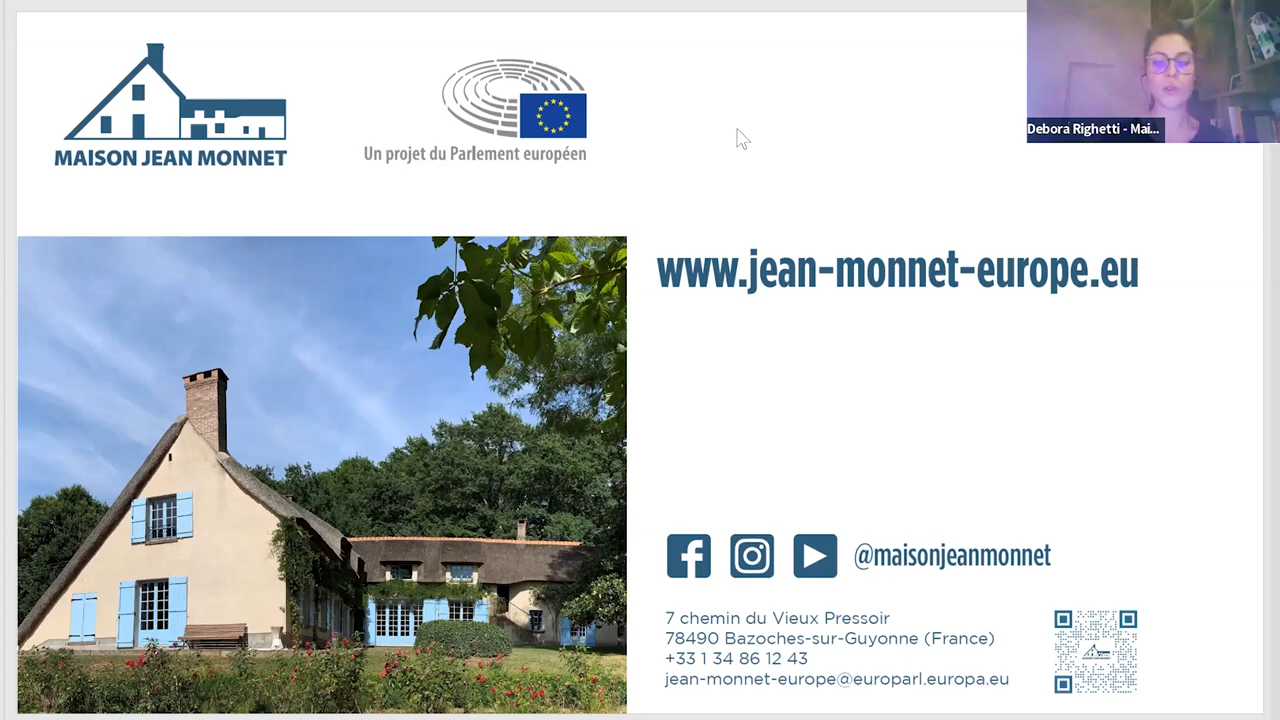 MAISON JEAN MONNET
Un projet du Parlement européen
Debora Righetti - Mai...
www.jean-monnet-europe.eu
@maisonjeanmonnet
7 chemin du Vieux Pressoir
78490 Bazoches-sur-Guyonne (France)
+33 1 34 86 12 43
jean-monnet-europe@europarl.europa.eu